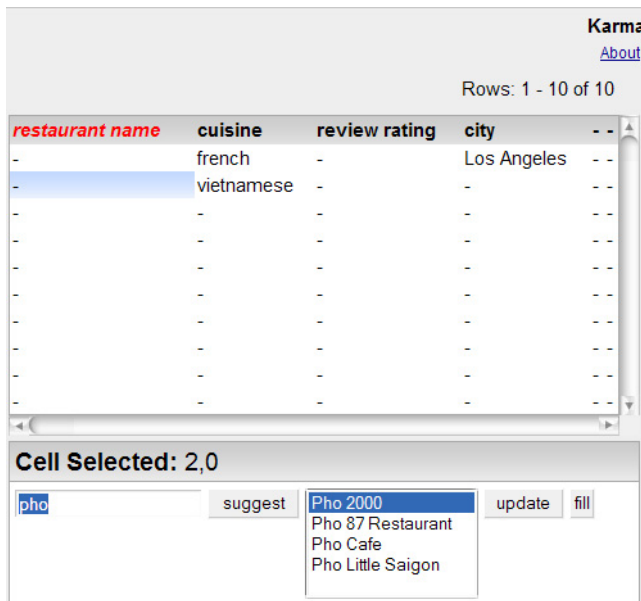 Karma
About
Rows: 1 - 10 of 10
restaurant name cuisine review rating city - -
- french - Los Angeles - -
- vietnamese - - - -
- - - - - -
- - - - - -
- - - - - -
- - - - - -
- - - - - -
- - - - - -
- - - - - -
- - - - - -
Cell Selected: 2,0
pho suggest Pho 2000 update fill
Pho 87 Restaurant
Pho Cafe
Pho Little Saigon